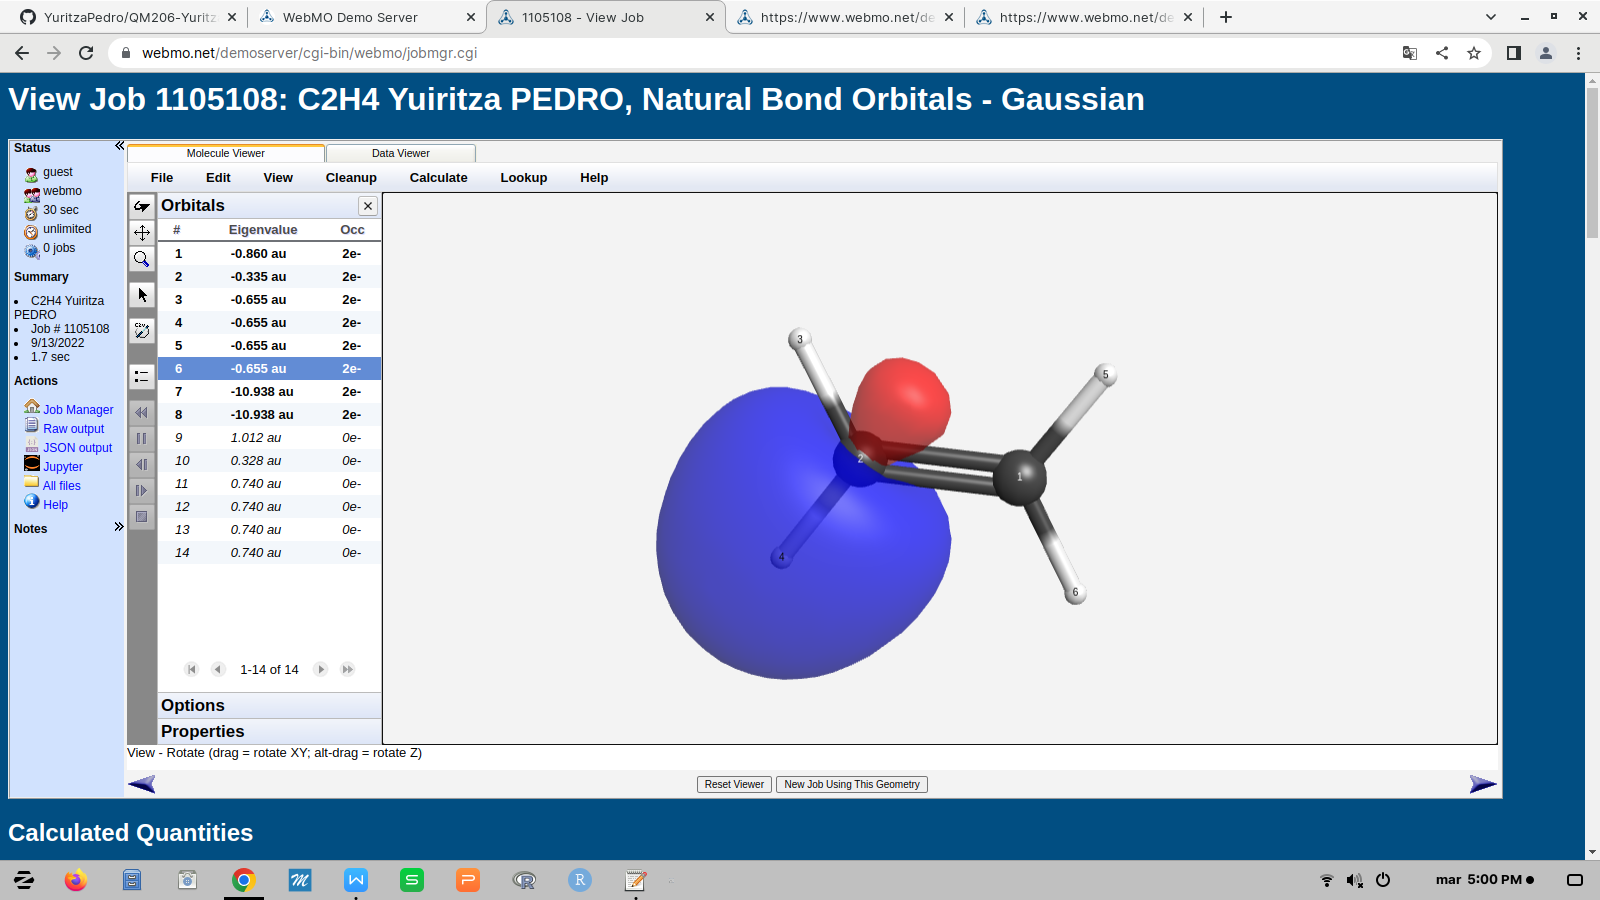 YuritzaPedro/QM206-Yuritz
WebMO Demo Server
1105108 - View Job
https://www.webmo.net/de
https://www.webmo.net/de
webmo.net/demoserver/cgi-bin/webmo/jobmgr.cgi
View Job 1105108: C2H4 Yuiritza PEDRO, Natural Bond Orbitals - Gaussian
Status
guest
webmo
30 sec
unlimited
0 jobs
Summary
C2H4 Yuiritza
PEDRO
Job # 1105108
9/13/2022
1.7 sec
Actions
Job Manager
Raw output
JSON output
Jupyter
All files
Help
Notes
Molecule Viewer
Data Viewer
File Edit View Cleanup Calculate Lookup Help
Orbitals
# Eigenvalue Occ
1 -0.860 au 2e-
2 -0.335 au 2e-
3 -0.655 au 2e-
4 -0.655 au 2e-
5 -0.655 au 2e-
6 -0.655 au 2e-
7 -10.938 au 2e-
8 -10.938 au 2e-
9 1.012 au 0e-
10 0.328 au 0e-
11 0.740 au 0e-
12 0.740 au 0e-
13 0.740 au 0e-
14 0.740 au 0e-
1-14 of 14
Options
Properties
3
5
2
1
4
6
View - Rotate (drag = rotate XY; alt-drag = rotate Z)
Reset Viewer
New Job Using This Geometry
Calculated Quantities
mar 5:00 PM